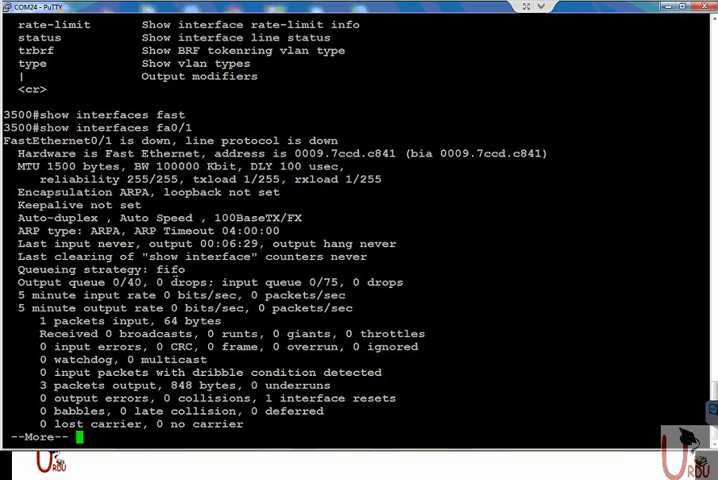 COM24 - PuTTY
rate-limit Show interface rate-limit info
status Show interface line status
trbrf Show BRF tokenring vlan type
type Show vlan types
| Output modifiers
<cr>
3500#show interfaces fast
3500#show interfaces fa0/1
FastEthernet0/1 is down, line protocol is down
Hardware is Fast Ethernet, address is 0009.7ccd.c841 (bia 0009.7ccd.c841)
MTU 1500 bytes, BW 100000 Kbit, DLY 100 usec,
reliability 255/255, txload 1/255, rxload 1/255
Encapsulation ARPA, loopback not set
Keepalive not set
Auto-duplex , Auto Speed , 100BaseTX/FX
ARP type: ARPA, ARP Timeout 04:00:00
Last input never, output 00:06:29, output hang never
Last clearing of "show interface" counters never
Queueing strategy: fifo
Output queue 0/40, 0 drops; input queue 0/75, 0 drops
5 minute input rate 0 bits/sec, 0 packets/sec
5 minute output rate 0 bits/sec, 0 packets/sec
1 packets input, 64 bytes
Received 0 broadcasts, 0 runts, 0 giants, 0 throttles
0 input errors, 0 CRC, 0 frame, 0 overrun, 0 ignored
0 watchdog, 0 multicast
0 input packets with dribble condition detected
3 packets output, 848 bytes, 0 underruns
0 output errors, 0 collisions, 1 interface resets
0 babbles, 0 late collision, 0 deferred
0 lost carrier, 0 no carrier
--More--
URDU
URDU